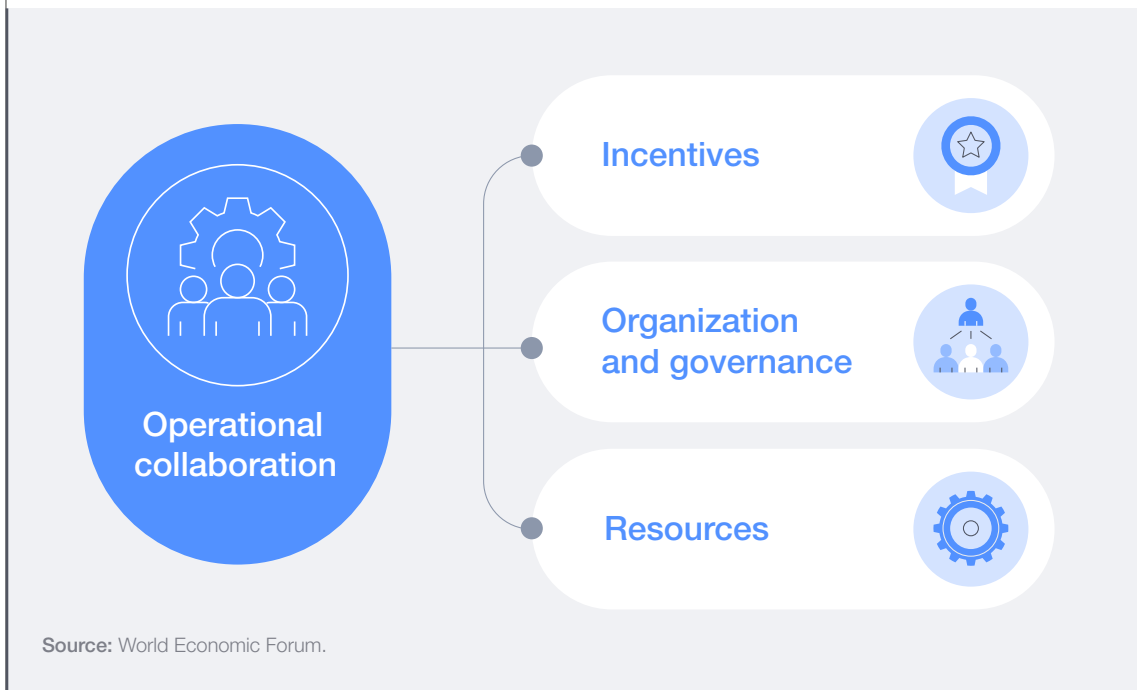 Operational
collaboration
Incentives
Organization
and governance
Resources
Source: World Economic Forum.